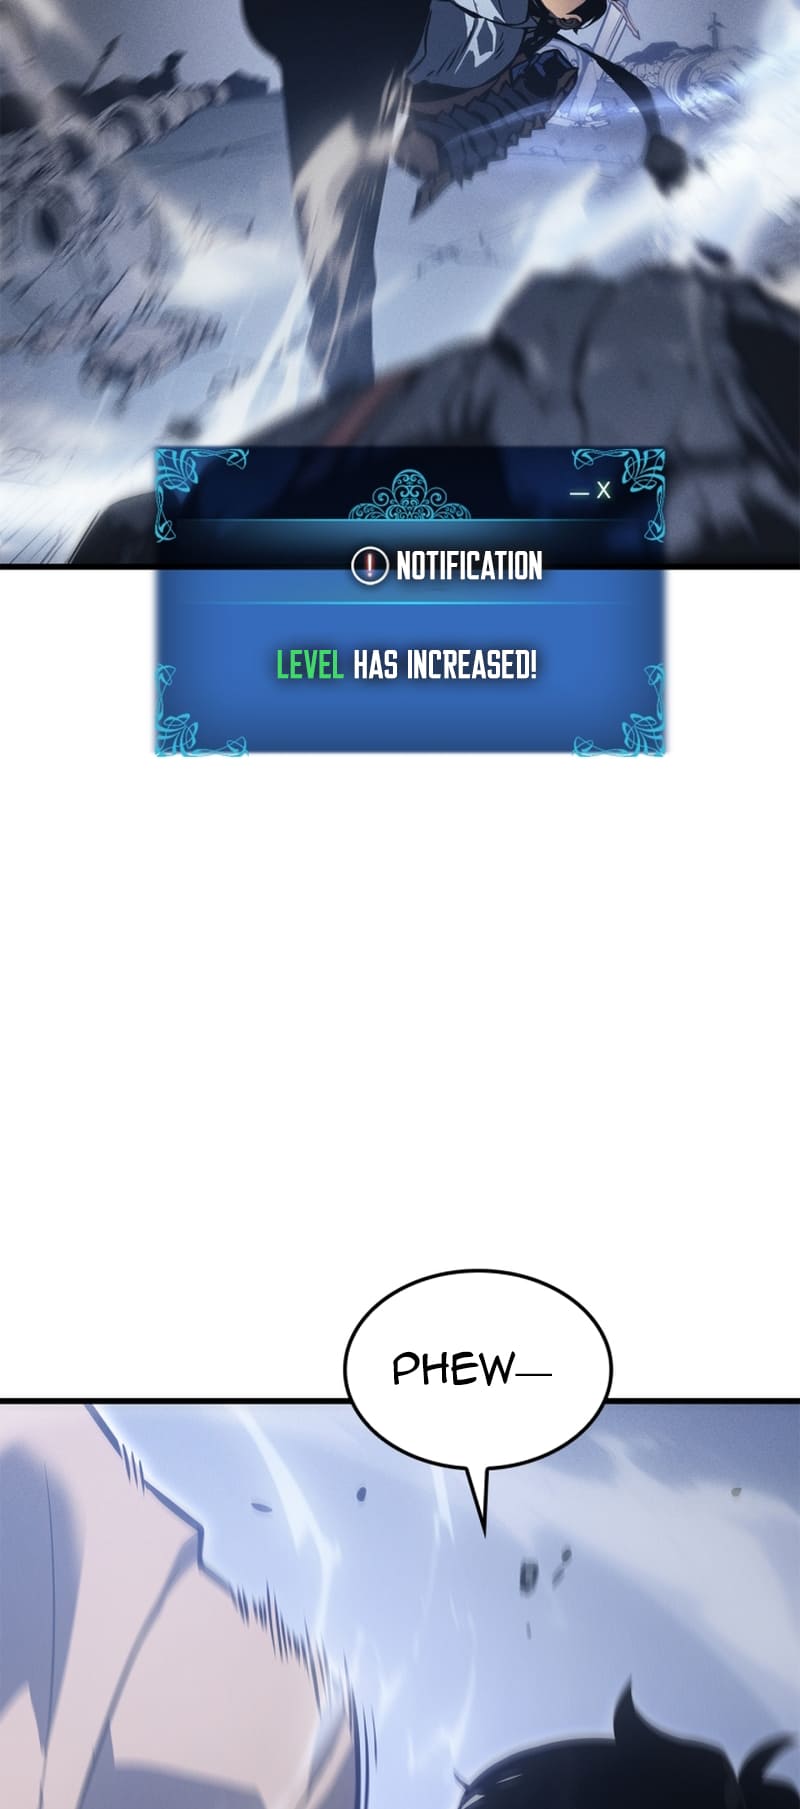 — X
! NOTIFICATION
LEVEL HAS INCREASED!
PHEW—